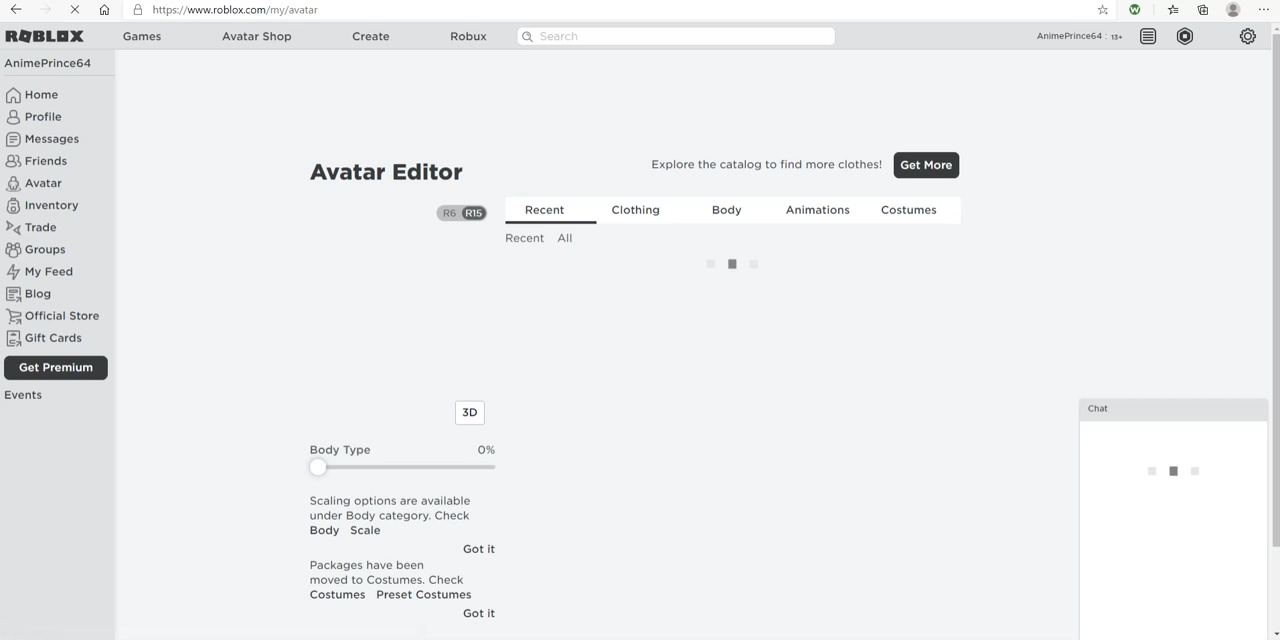 https://www.roblox.com/my/avatar
ROBLOX
Games
Avatar Shop
Create
Robux
Search
AnimePrince64 : 13+
AnimePrince64
Home
Profile
Messages
Friends
Avatar
Inventory
Trade
Groups
My Feed
Blog
Official Store
Gift Cards
Get Premium
Events
Avatar Editor
Explore the catalog to find more clothes!
Get More
R6 R15
Recent
Clothing
Body
Animations
Costumes
Recent All
3D
Body Type 0%
Scaling options are available
under Body category. Check
Body Scale
Got it
Packages have been
moved to Costumes. Check
Costumes Preset Costumes
Got it
Chat